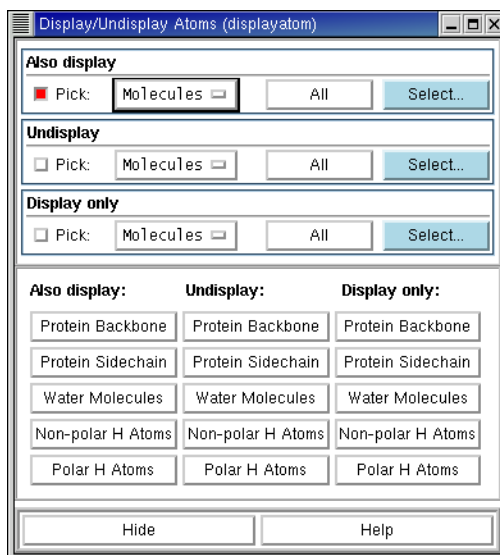 Display/Undisplay Atoms (displayatom)
Also display
Pick: Molecules All Select...
Undisplay
Pick: Molecules All Select...
Display only
Pick: Molecules All Select...
Also display: Undisplay: Display only:
Protein Backbone Protein Backbone Protein Backbone
Protein Sidechain Protein Sidechain Protein Sidechain
Water Molecules Water Molecules Water Molecules
Non-polar H Atoms Non-polar H Atoms Non-polar H Atoms
Polar H Atoms Polar H Atoms Polar H Atoms
Hide Help